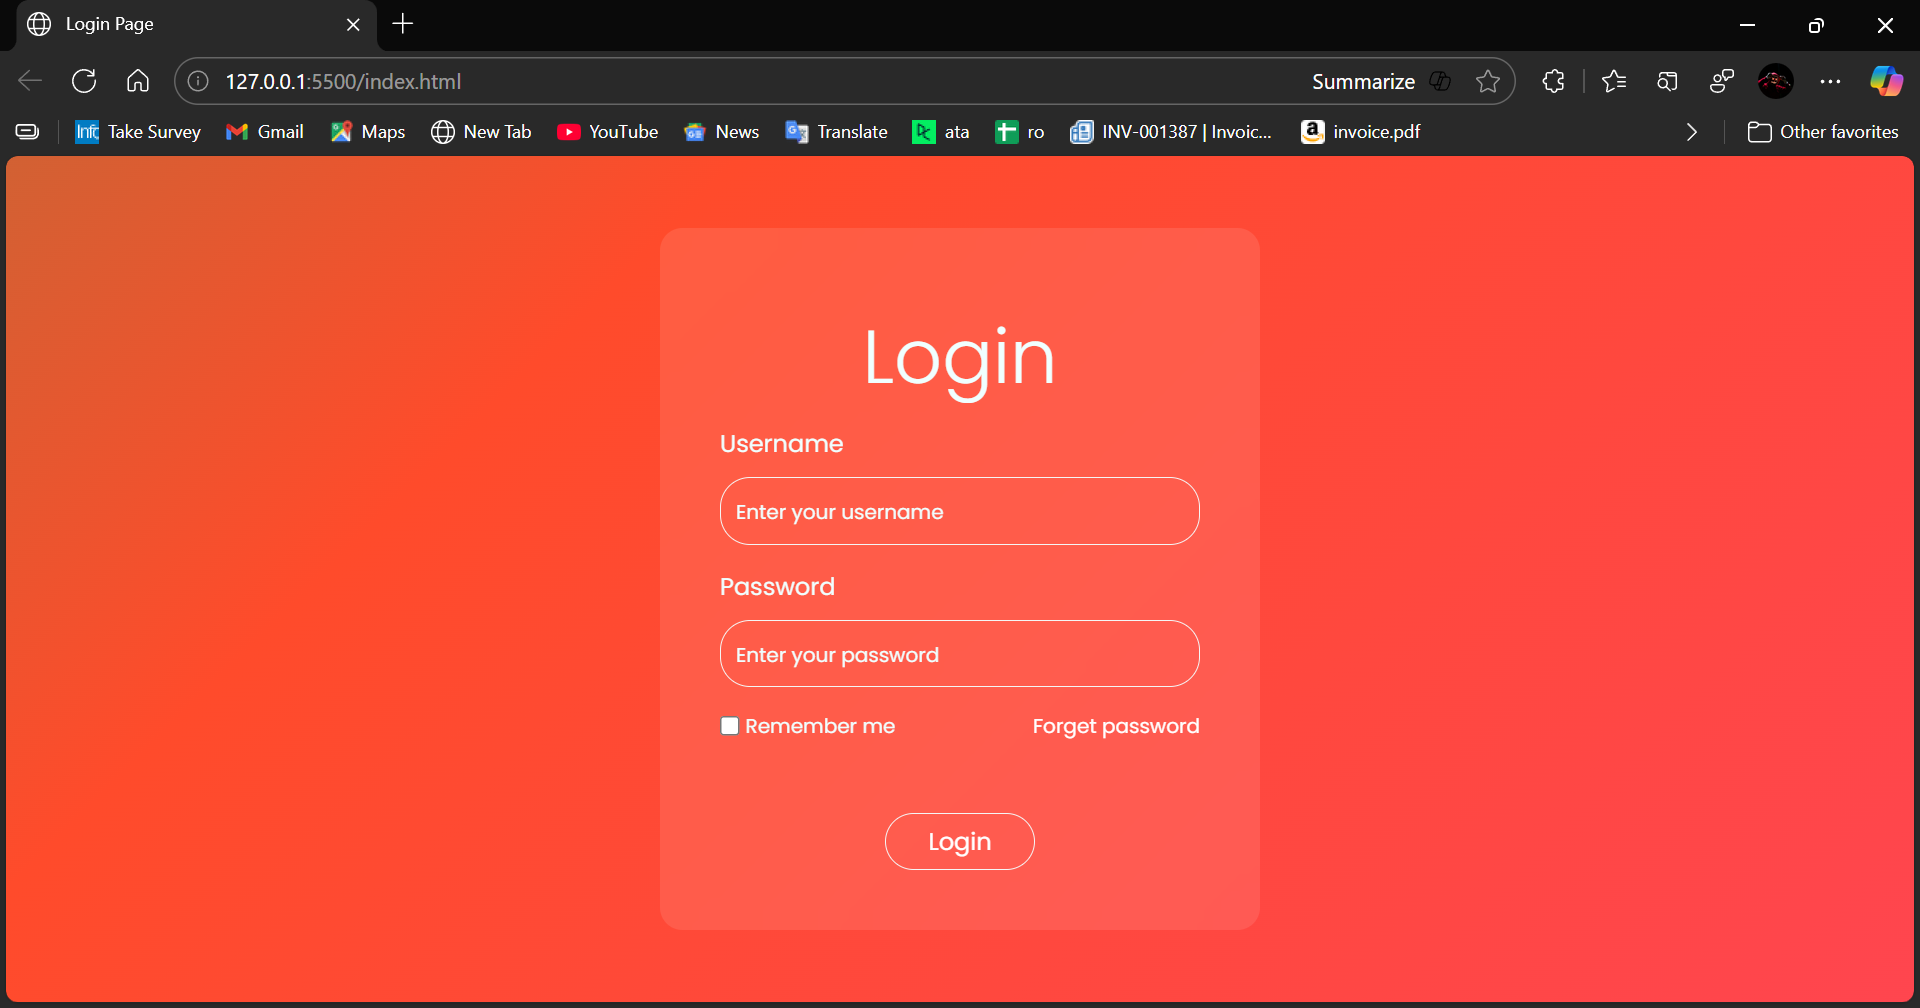 Login Page
127.0.0.1:5500/index.html Summarize
Info Take Survey Gmail Maps New Tab YouTube News Translate ata ro INV-001387 | Invoic... invoice.pdf Other favorites
Login
Username
Enter your username
Password
Enter your password
Remember me Forget password
Login